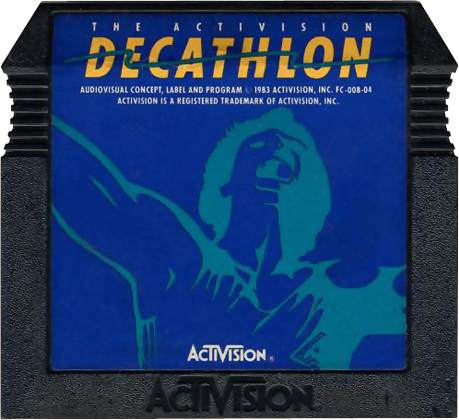 THE ACTIVISION
DECATHLON
AUDIOVISUAL CONCEPT, LABEL AND PROGRAM © 1983 ACTIVISION, INC. FC-008-04
ACTIVISION IS A REGISTERED TRADEMARK OF ACTIVISION, INC.
ACTIVISION®
ACTIVISION